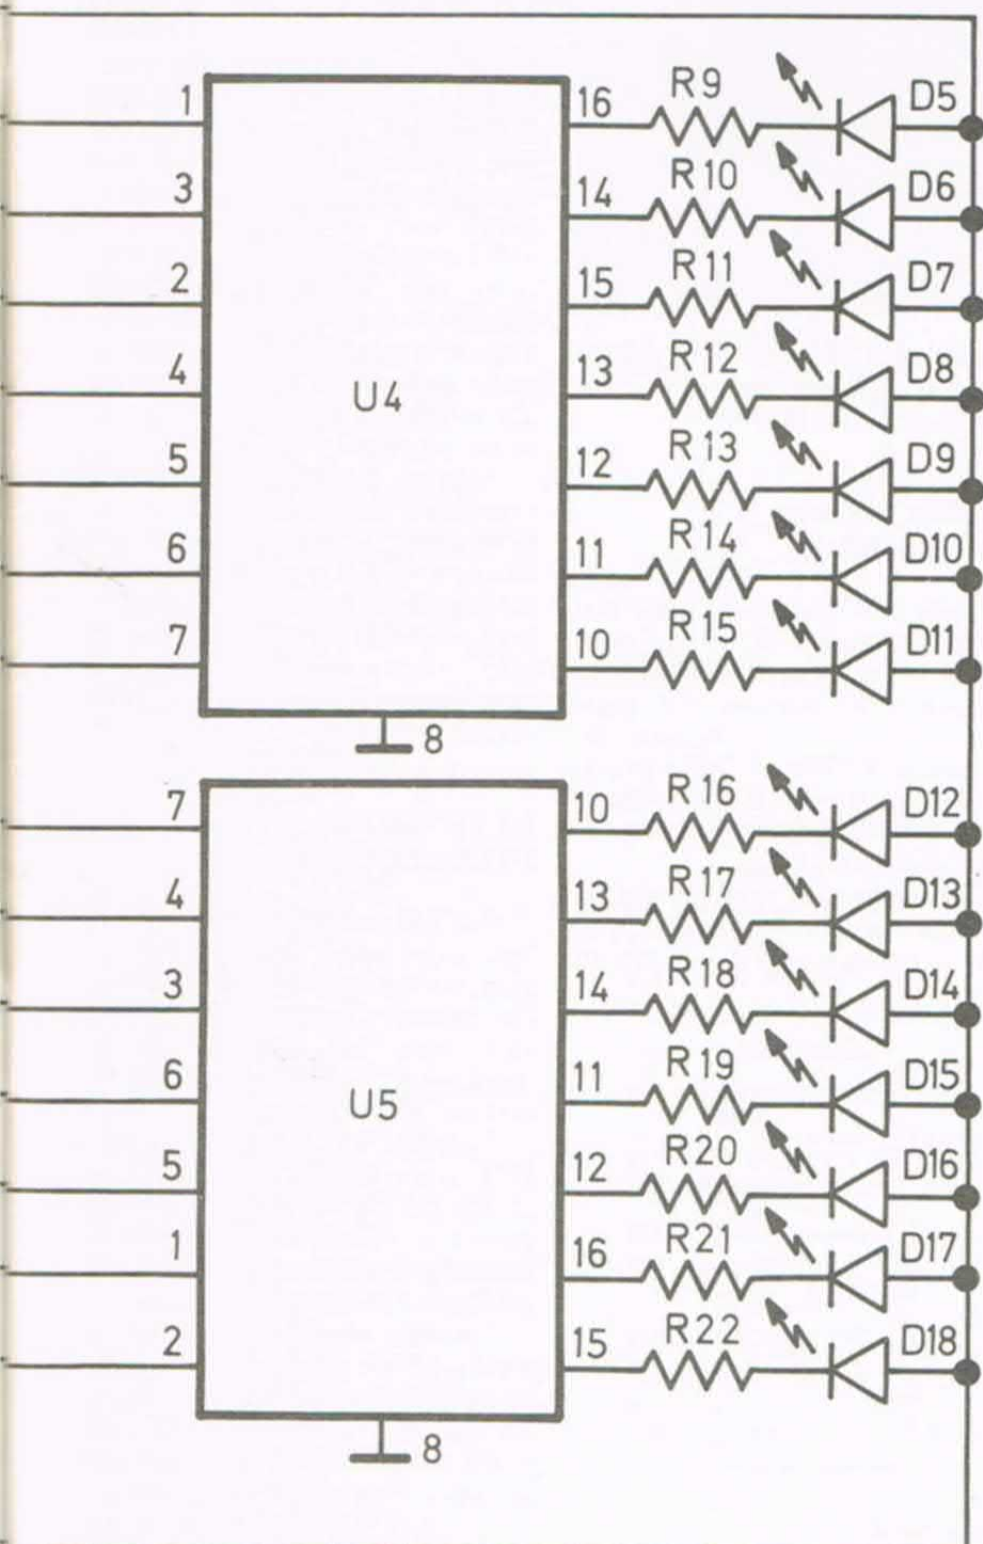 1 16 R9 D5
3 14 R10 D6
2 15 R11 D7
4 13 R12 D8
U4
5 12 R13 D9
6 11 R14 D10
7 10 R15 D11
8
7 10 R16 D12
4 13 R17 D13
3 14 R18 D14
6 11 R19 D15
U5
5 12 R20 D16
1 16 R21 D17
2 15 R22 D18
8